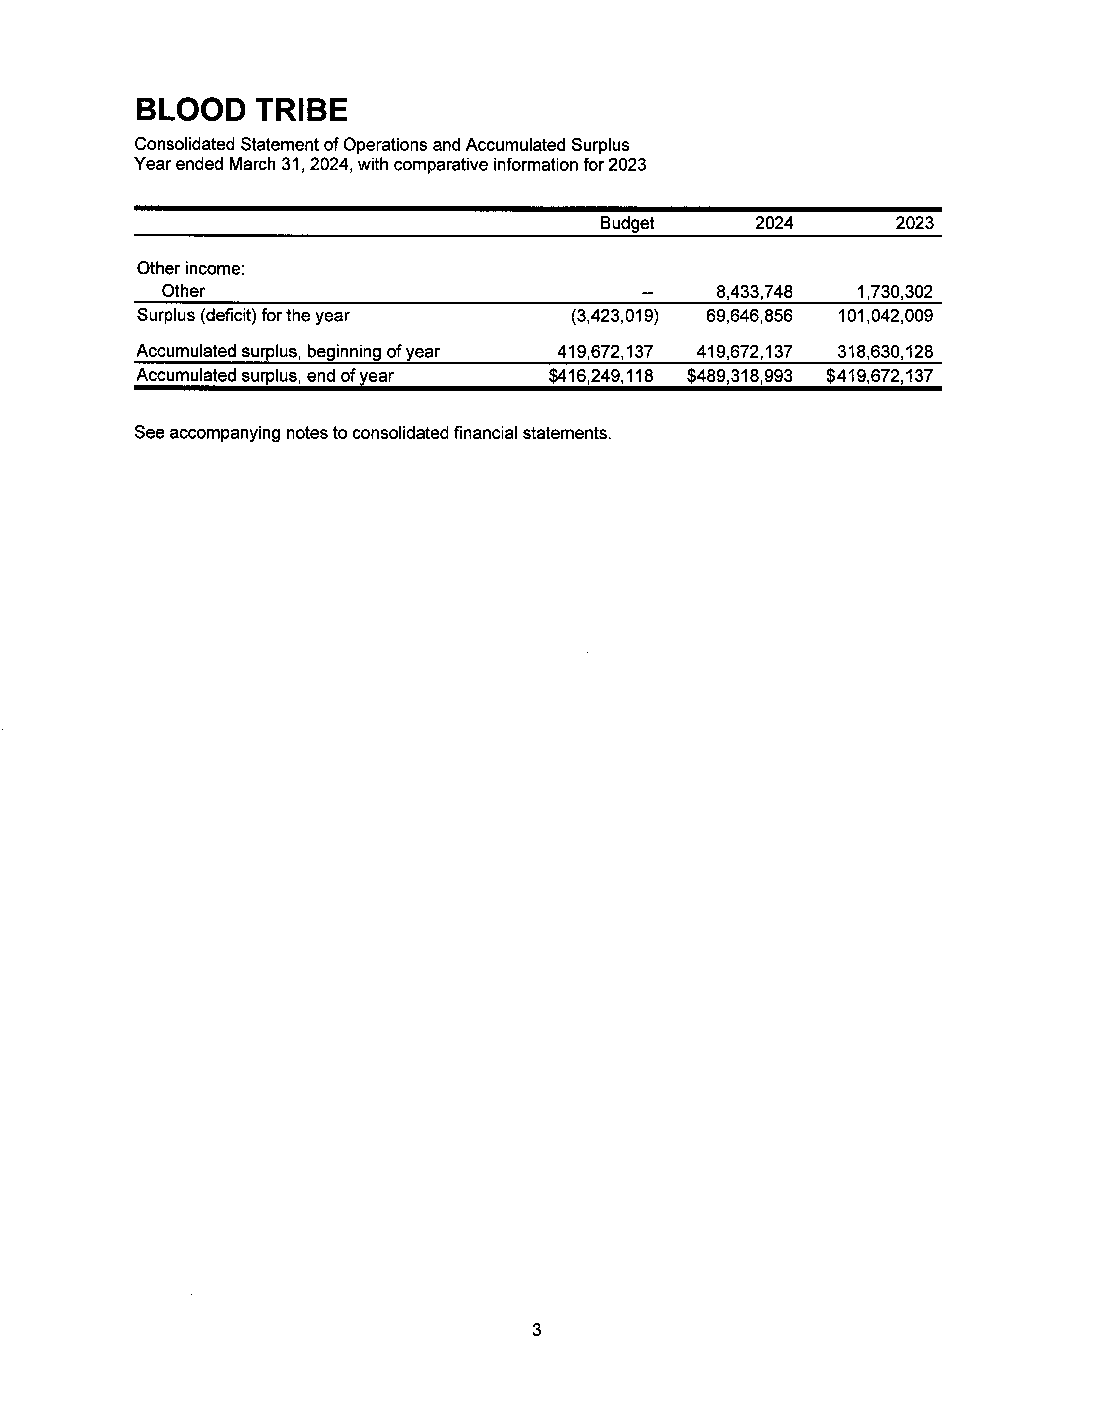 BLOOD TRIBE
Consolidated Statement of Operations and Accumulated Surplus
Year ended March 31, 2024, with comparative information for 2023
Budget 2024 2023
Other income:
Other – 8,433,748 1,730,302
Surplus (deficit) for the year (3,423,019) 69,646,856 101,042,009
Accumulated surplus, beginning of year 419,672,137 419,672,137 318,630,128
Accumulated surplus, end of year $416,249,118 $489,318,993 $419,672,137
See accompanying notes to consolidated financial statements.
3